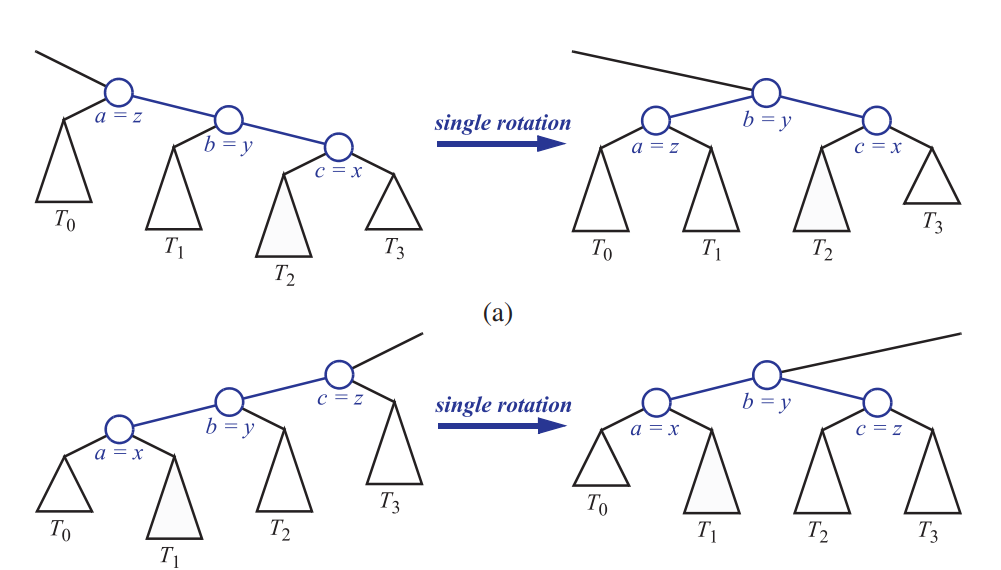 a = z
b = y
c = x
T0
T1
T2
T3
single rotation
b = y
a = z
c = x
T0
T1
T2
T3
(a)
c = z
b = y
a = x
T0
T1
T2
T3
single rotation
b = y
a = x
c = z
T0
T1
T2
T3